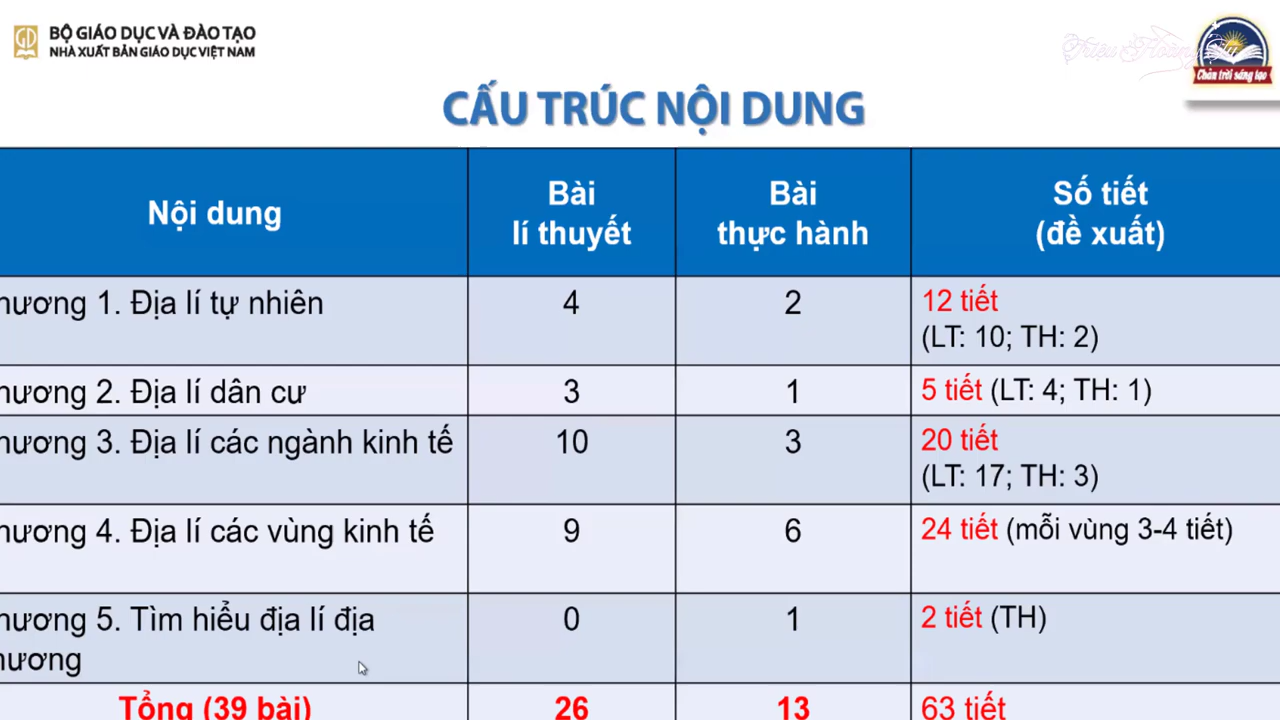 BỘ GIÁO DỤC VÀ ĐÀO TẠO
NHÀ XUẤT BẢN GIÁO DỤC VIỆT NAM
Triệu Hoàng
Chân trời sáng tạo
CẤU TRÚC NỘI DUNG
Nội dung
Bài
lí thuyết
Bài
thực hành
Số tiết
(đề xuất)
hương 1. Địa lí tự nhiên
4
2
12 tiết
(LT: 10; TH: 2)
hương 2. Địa lí dân cư
3
1
5 tiết (LT: 4; TH: 1)
hương 3. Địa lí các ngành kinh tế
10
3
20 tiết
(LT: 17; TH: 3)
hương 4. Địa lí các vùng kinh tế
9
6
24 tiết (mỗi vùng 3-4 tiết)
hương 5. Tìm hiểu địa lí địa
hương
0
1
2 tiết (TH)
Tổng (39 bài)
26
13
63 tiết